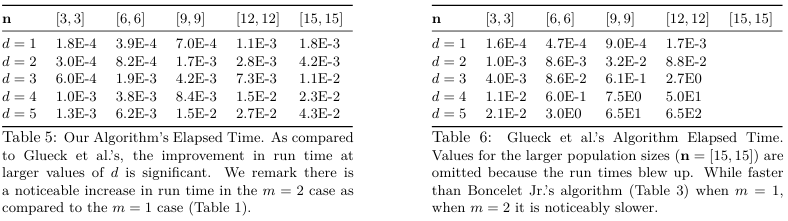 n [3, 3] [6, 6] [9, 9] [12, 12] [15, 15]
d = 1 1.8E-4 3.9E-4 7.0E-4 1.1E-3 1.8E-3
d = 2 3.0E-4 8.2E-4 1.7E-3 2.8E-3 4.2E-3
d = 3 6.0E-4 1.9E-3 4.2E-3 7.3E-3 1.1E-2
d = 4 1.0E-3 3.8E-3 8.4E-3 1.5E-2 2.3E-2
d = 5 1.3E-3 6.2E-3 1.5E-2 2.7E-2 4.3E-2
Table 5: Our Algorithm's Elapsed Time. As compared
to Glueck et al.'s, the improvement in run time at
larger values of d is significant. We remark there is
a noticeable increase in run time in the m = 2 case as
compared to the m = 1 case (Table 1).
n [3, 3] [6, 6] [9, 9] [12, 12] [15, 15]
d = 1 1.6E-4 4.7E-4 9.0E-4 1.7E-3
d = 2 1.0E-3 8.6E-3 3.2E-2 8.8E-2
d = 3 4.0E-3 8.6E-2 6.1E-1 2.7E0
d = 4 1.1E-2 6.0E-1 7.5E0 5.0E1
d = 5 2.1E-2 3.0E0 6.5E1 6.5E2
Table 6: Glueck et al.'s Algorithm Elapsed Time.
Values for the larger population sizes (n = [15, 15]) are
omitted because the run times blew up. While faster
than Boncelet Jr.'s algorithm (Table 3) when m = 1,
when m = 2 it is noticeably slower.